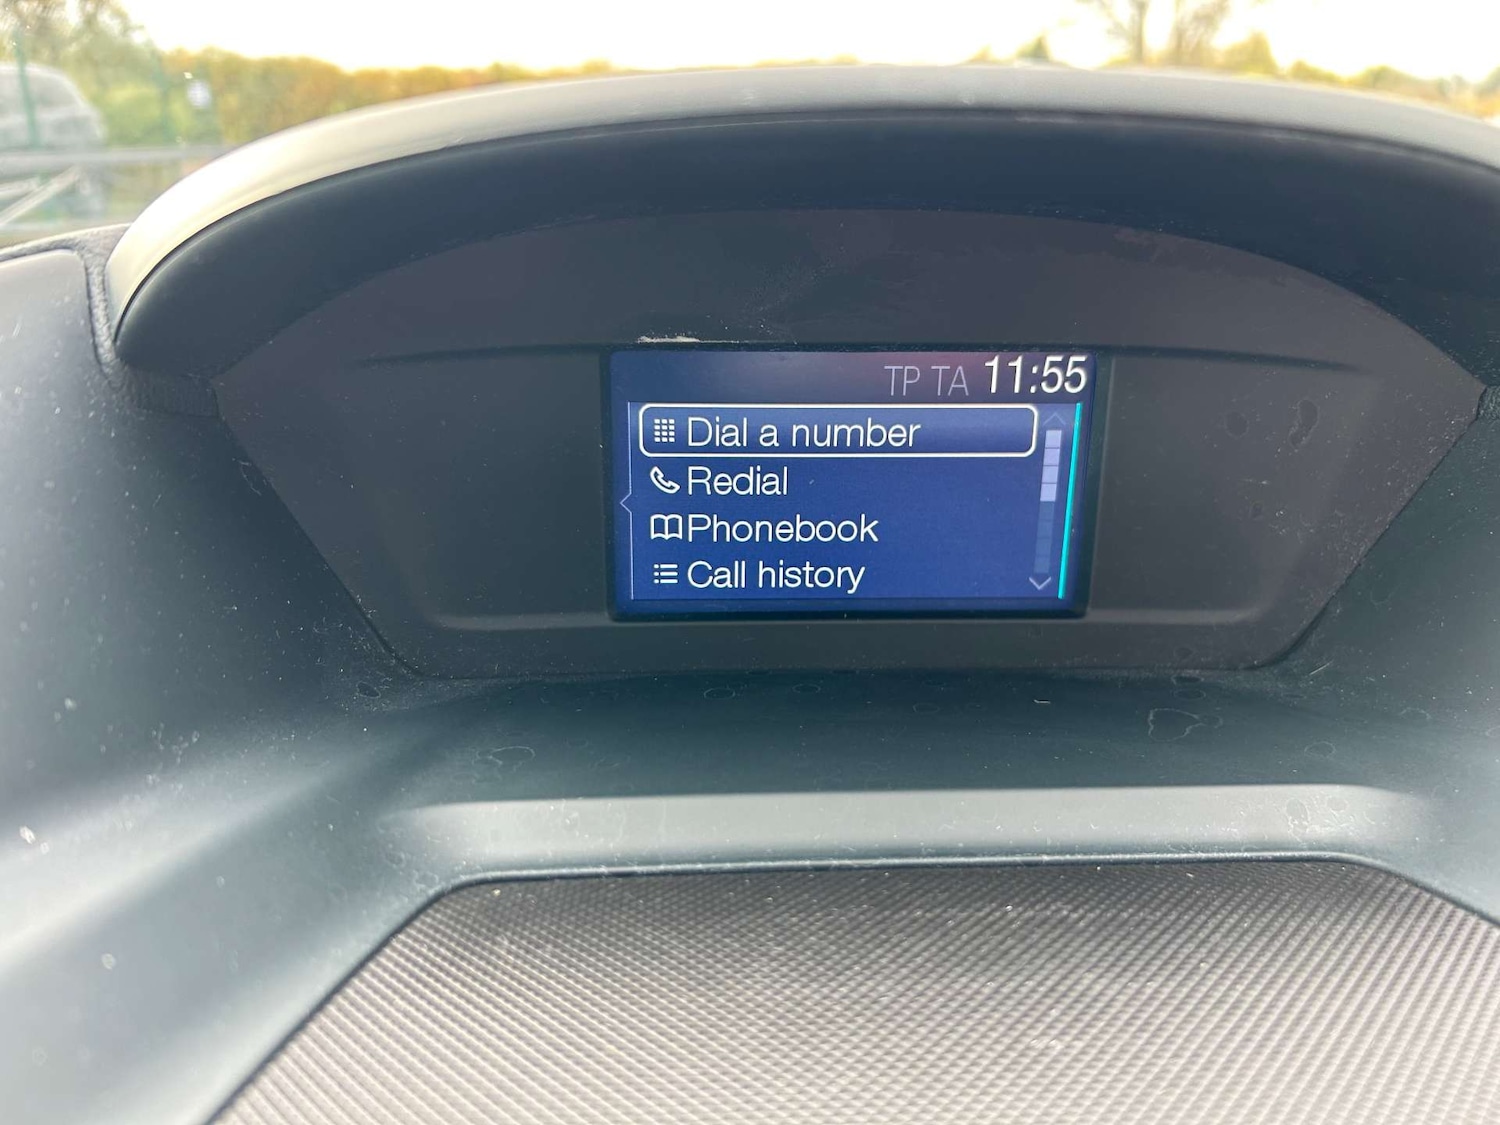 TP TA 11:55
Dial a number
Redial
Phonebook
Call history